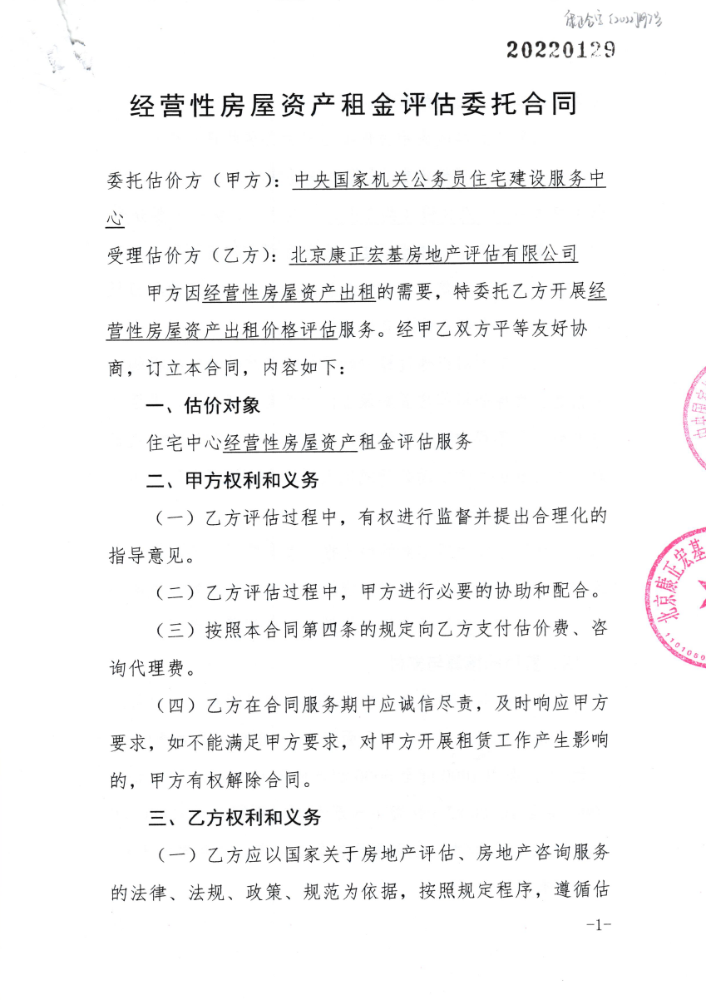 20220129
经营性房屋资产租金评估委托合同
委托估价方（甲方）：中央国家机关公务员住宅建设服务中
心
受理估价方（乙方）：北京康正宏基房地产评估有限公司
甲方因经营性房屋资产出租的需要，特委托乙方开展经
营性房屋资产出租价格评估服务。经甲乙双方平等友好协
商，订立本合同，内容如下：
一、估价对象
住宅中心经营性房屋资产租金评估服务
二、甲方权利和义务
（一）乙方评估过程中，有权进行监督并提出合理化的
指导意见。
（二）乙方评估过程中，甲方进行必要的协助和配合。
（三）按照本合同第四条的规定向乙方支付估价费、咨
询代理费。
（四）乙方在合同服务期中应诚信尽责，及时响应甲方
要求，如不能满足甲方要求，对甲方开展租赁工作产生影响
的，甲方有权解除合同。
三、乙方权利和义务
（一）乙方应以国家关于房地产评估、房地产咨询服务
的法律、法规、政策、规范为依据，按照规定程序，遵循估
北京康正宏基
1101060
-1-